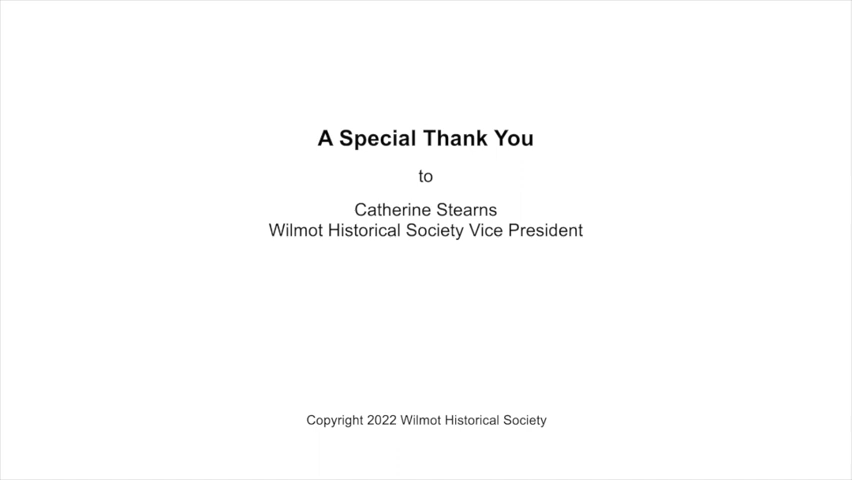 A Special Thank You
to
Catherine Stearns
Wilmot Historical Society Vice President
Copyright 2022 Wilmot Historical Society